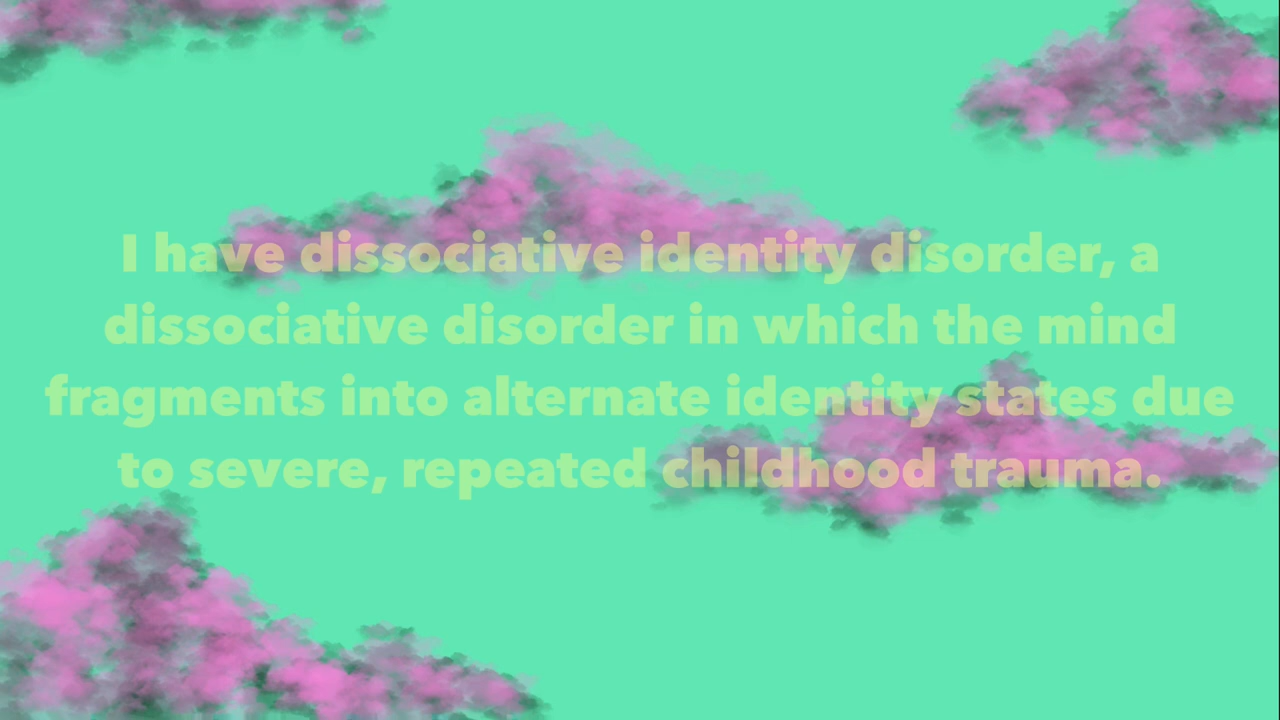 I have dissociative identity disorder, a
dissociative disorder in which the mind
fragments into alternate identity states due
to severe, repeated childhood trauma.